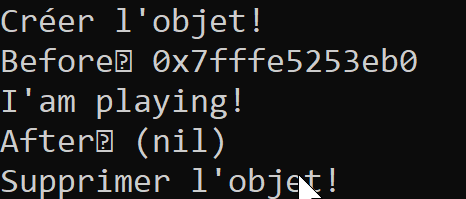 Créer l'objet!
Before⍰ 0x7fffe5253eb0
I'am playing!
After⍰ (nil)
Supprimer l'objet!